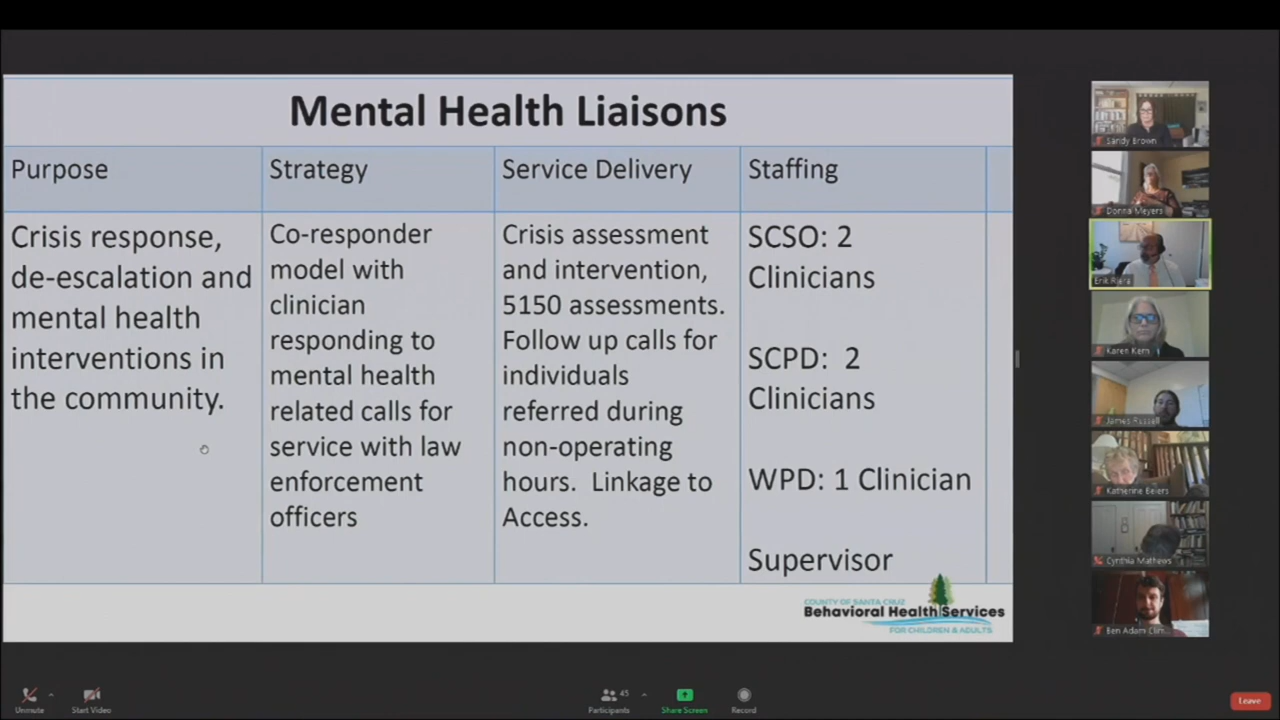 Mental Health Liaisons
Purpose
Strategy
Service Delivery
Staffing
Crisis response,
de-escalation and
mental health
interventions in
the community.
Co-responder
model with
clinician
responding to
mental health
related calls for
service with law
enforcement
officers
Crisis assessment
and intervention,
5150 assessments.
Follow up calls for
individuals
referred during
non-operating
hours. Linkage to
Access.
SCSO: 2
Clinicians
SCPD: 2
Clinicians
WPD: 1 Clinician
Supervisor
COUNTY OF SANTA CRUZ
Behavioral Health Services
FOR CHILDREN & ADULTS
Sandy Brown
Donna Meyers
Erik Riera
Karen Kern
James Russell
Katherine Beiers
Cynthia Mathews
Ben Adam Clim...
Unmute
Start Video
45
Participants
Share Screen
Record
Leave